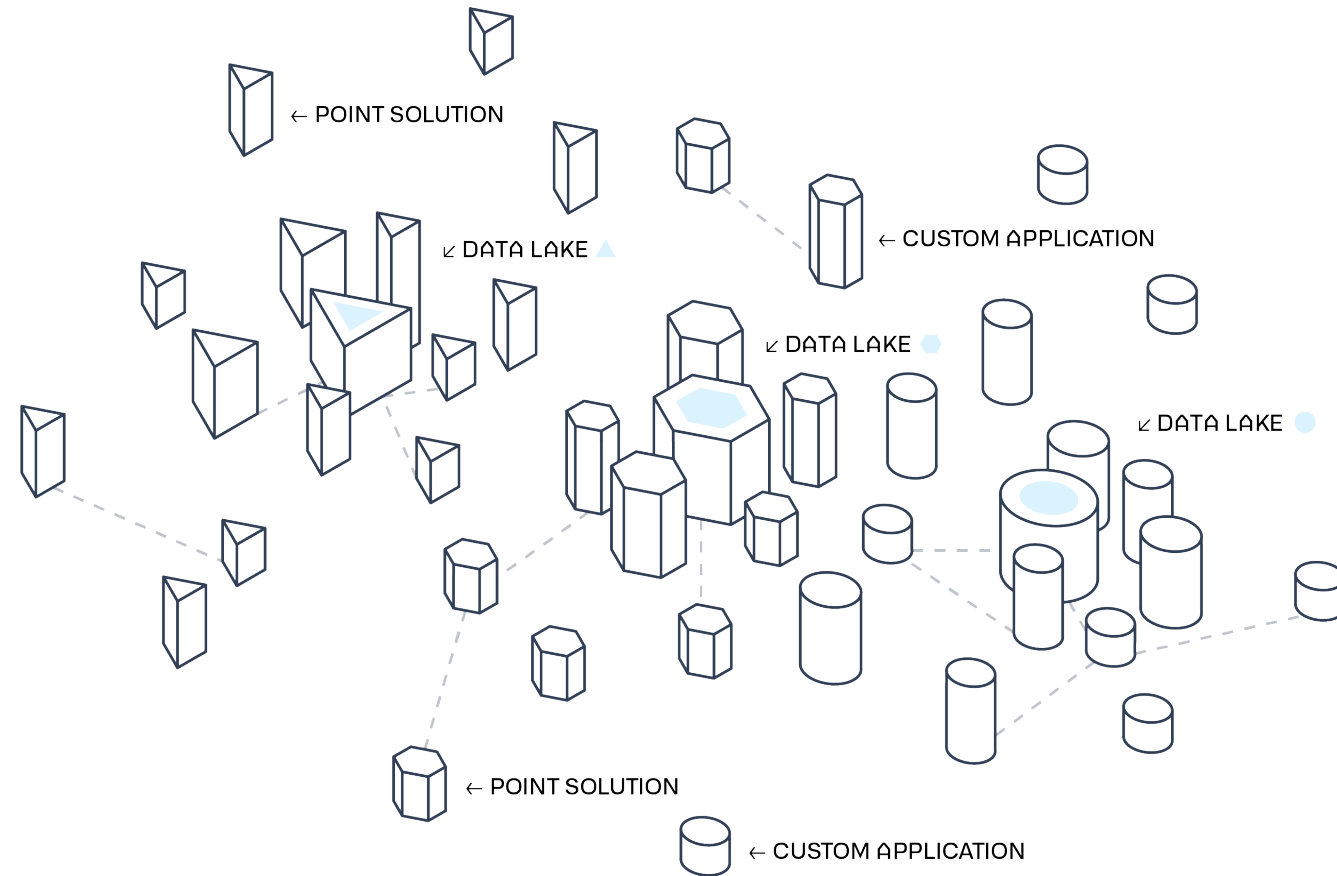 ← POINT SOLUTION
← CUSTOM APPLICATION
↙ DATA LAKE
↙ DATA LAKE
↙ DATA LAKE
← POINT SOLUTION
← CUSTOM APPLICATION